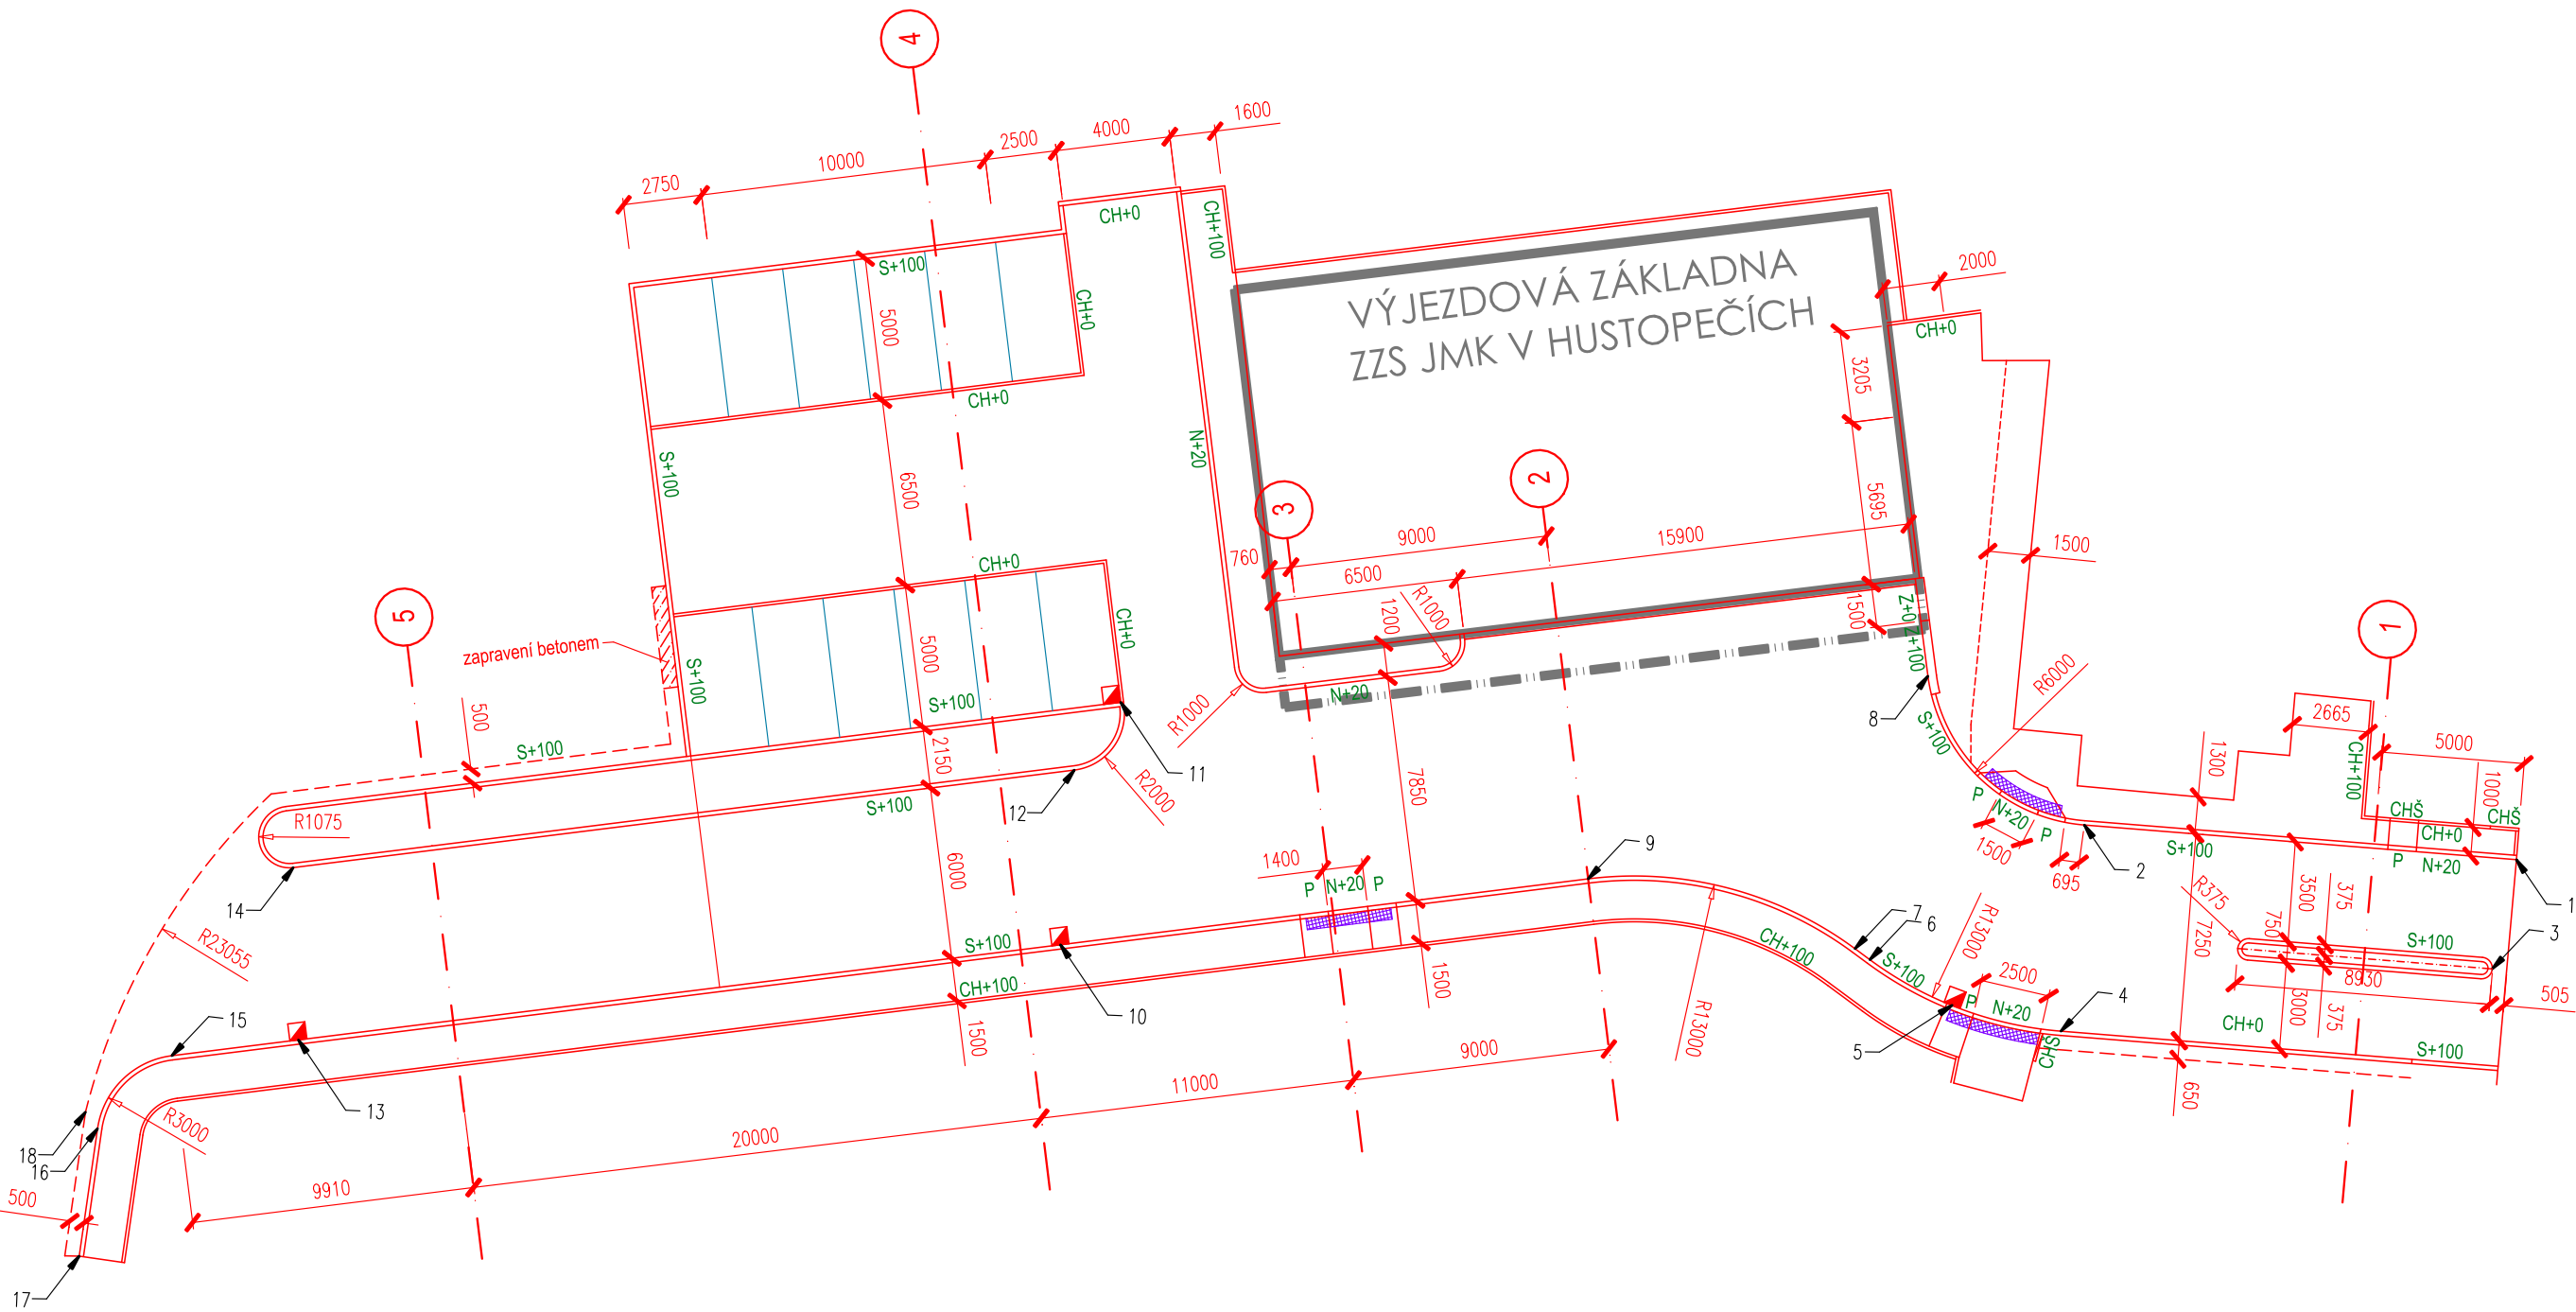 4
1600
4000
2500
10000
2750
CH+0
CH+100
S+100
CH+0
5000
CH+0
VÝJEZDOVÁ ZÁKLADNA
ZZS JMK V HUSTOPEČÍCH
2000
CH+0
3205
5695
N+20
S+100
6500
3
2
9000
15900
760
6500
1200
R1000
1500
Z+0
Z+100
1500
CH+0
CH+0
5
zapravení betonem
S+100
5000
S+100
N+20
R1000
8
S+100
R6000
1
2665
5000
CH+100
1300
1000
500
S+100
2150
11
R2000
12
S+100
R1075
7850
P
N+20
P
1500
695
2
S+100
CHŠ
CH+0
CHŠ
P
N+20
1
14
6000
1400
P
N+20
P
9
R375
3500
375
750
7250
S+100
3
8930
505
3000
375
R23055
S+100
CH+100
10
1500
1500
CH+100
7
6
S+100
R13000
R13000
2500
P
N+20
4
5
CHŠ
CH+0
S+100
650
15
13
R3000
18
16
500
17
9910
20000
11000
9000